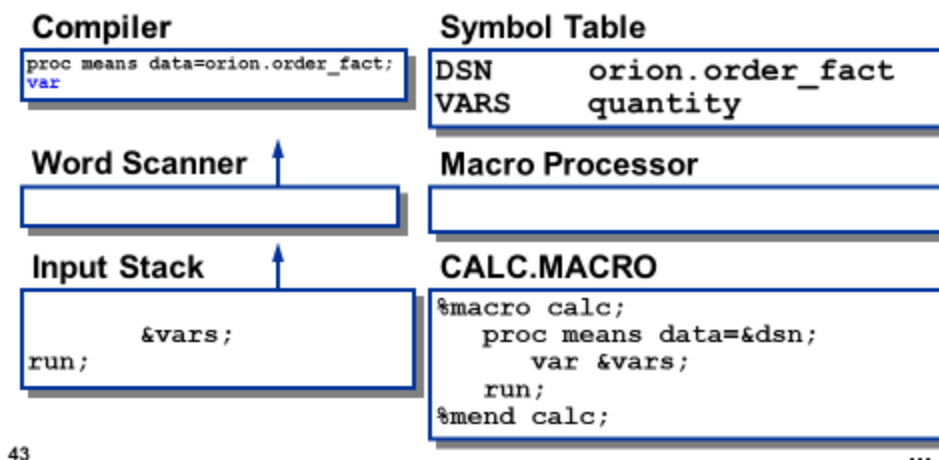 Compiler
proc means data=orion.order_fact;
var
Symbol Table
DSN orion.order_fact
VARS quantity
Word Scanner
Macro Processor
Input Stack
&vars;
run;
CALC.MACRO
%macro calc;
proc means data=&dsn;
var &vars;
run;
%mend calc;
43
...